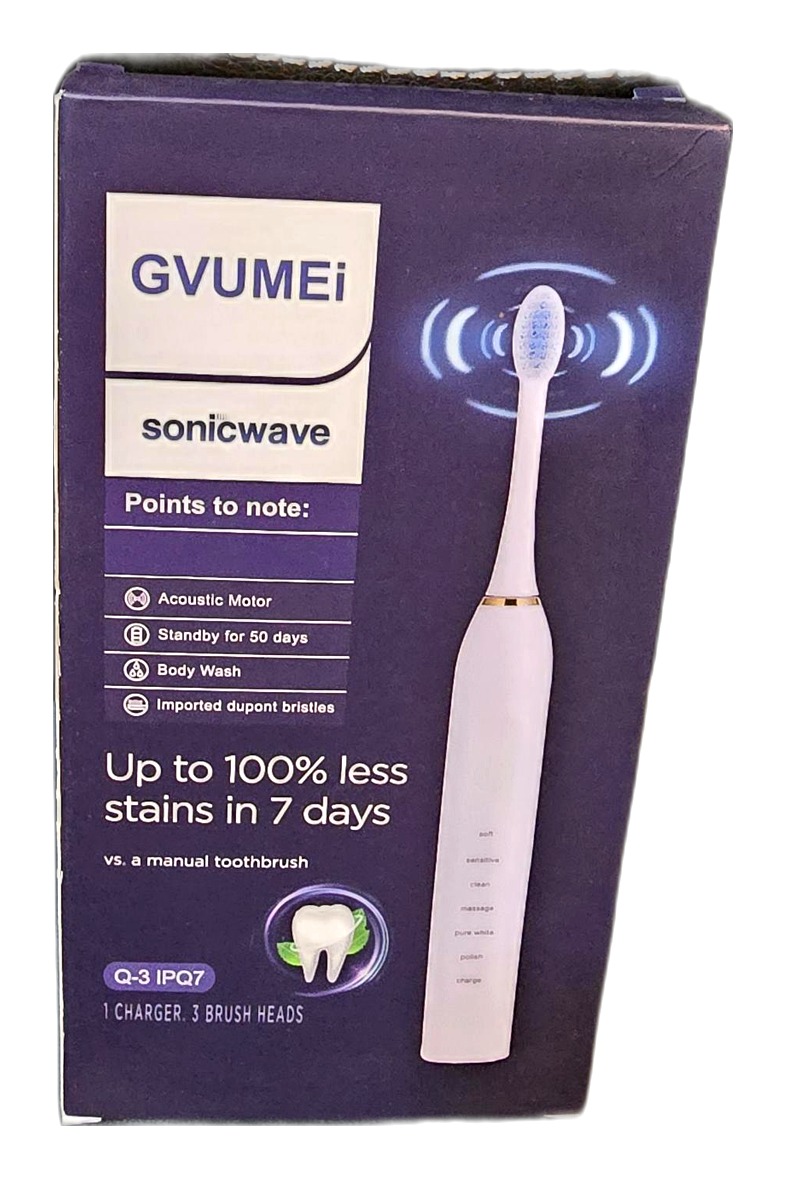 GVUMEi
sonicwave
Points to note:
Acoustic Motor
Standby for 50 days
Body Wash
Imported dupont bristles
Up to 100% less
stains in 7 days
vs. a manual toothbrush
Q-3 IPQ7
1 CHARGER. 3 BRUSH HEADS
soft
sensitive
clean
massage
pure white
polish
charge